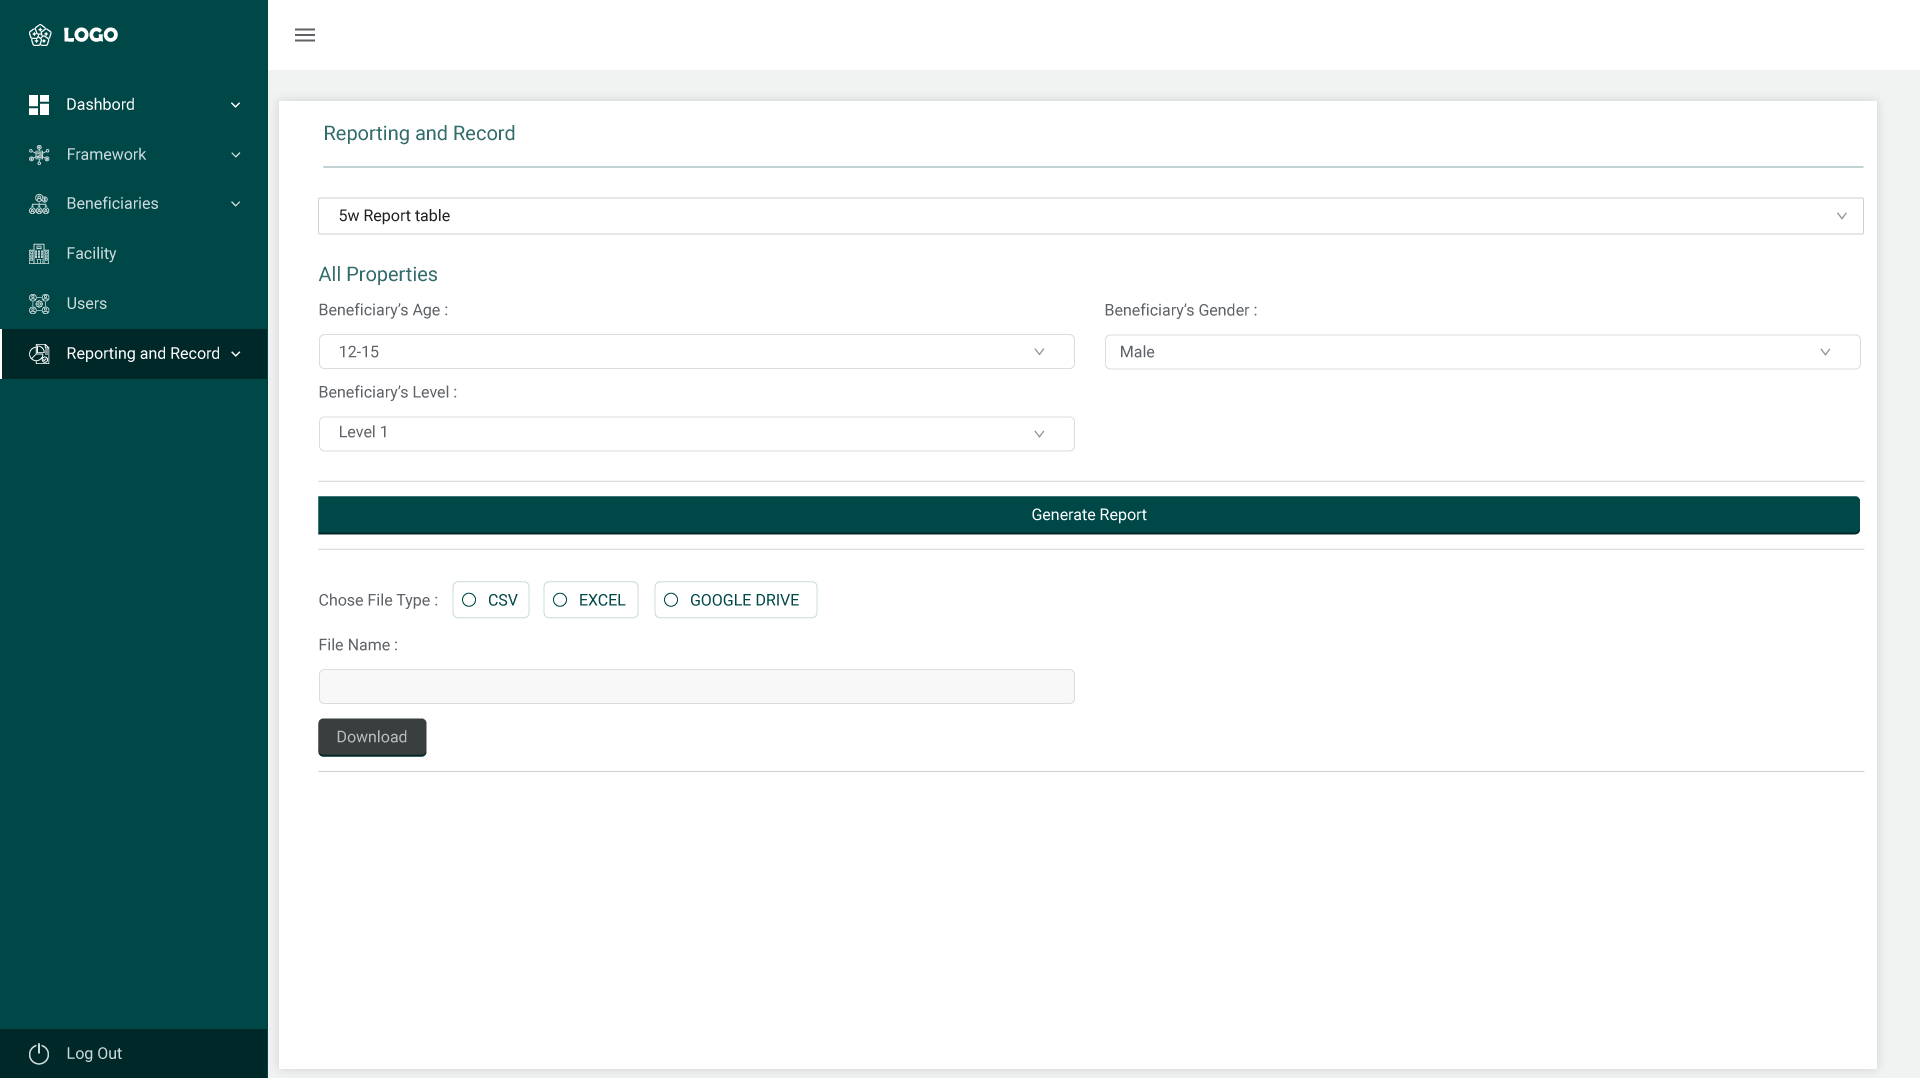 LOGO
Dashbord
Framework
Beneficiaries
Facility
Users
Reporting and Record
Log Out
Reporting and Record
5w Report table
All Properties
Beneficiary’s Age :
Beneficiary’s Gender :
12-15
Male
Beneficiary’s Level :
Level 1
Generate Report
Chose File Type :
CSV
EXCEL
GOOGLE DRIVE
File Name :
Download